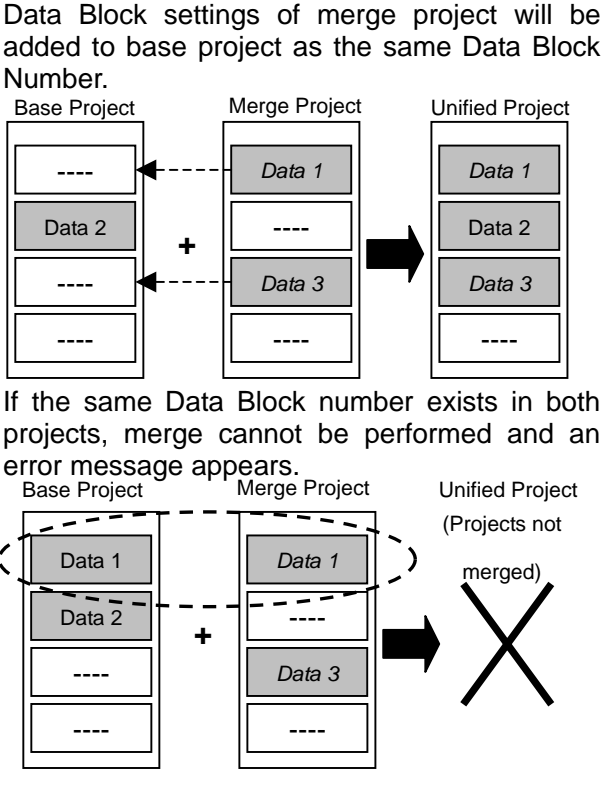 Data Block settings of merge project will be
added to base project as the same Data Block
Number.
Base Project Merge Project Unified Project
---- Data 1 Data 1
Data 2 + ---- Data 2
---- Data 3 Data 3
---- ---- ----
If the same Data Block number exists in both
projects, merge cannot be performed and an
error message appears.
Base Project Merge Project Unified Project
(Projects not
Data 1 Data 1 merged)
Data 2 + ----
---- Data 3
---- ----